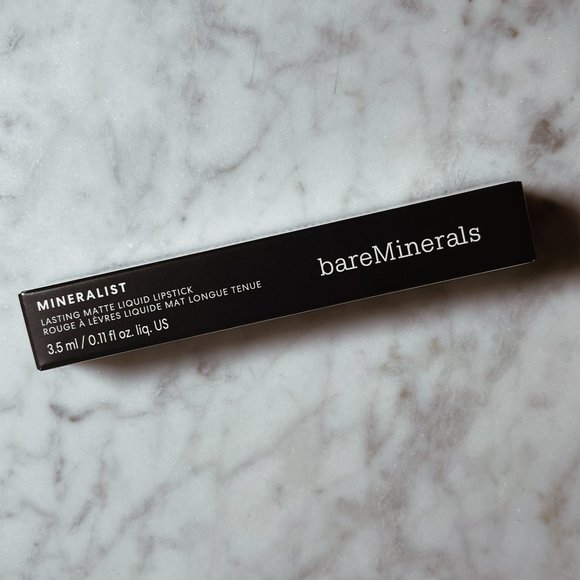 MINERALIST
LASTING MATTE LIQUID LIPSTICK
ROUGE À LÈVRES LIQUIDE MAT LONGUE TENUE
3.5 ml / 0.11 fl oz. liq. US
bareMinerals